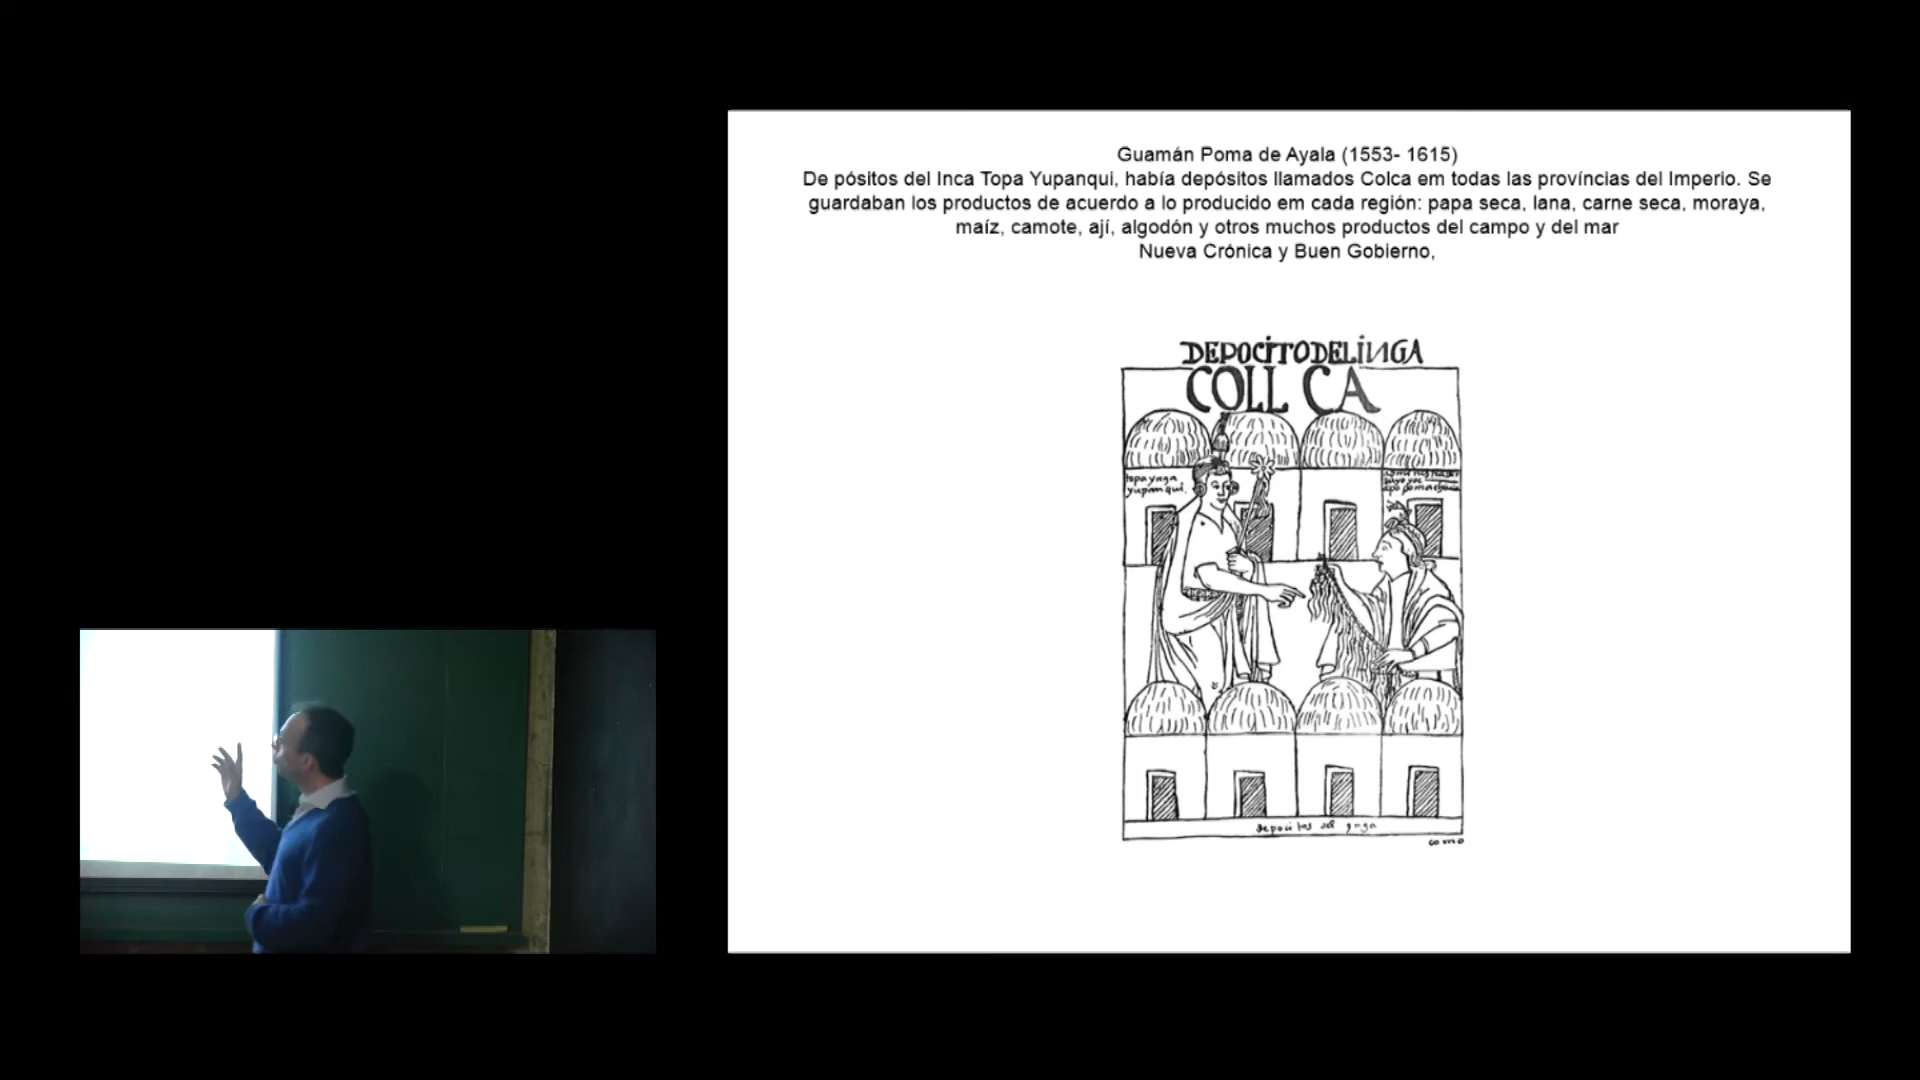 Guamán Poma de Ayala (1553- 1615)
De pósitos del Inca Topa Yupanqui, había depósitos llamados Colca em todas las províncias del Imperio. Se
guardaban los productos de acuerdo a lo producido em cada región: papa seca, lana, carne seca, moraya,
maíz, camote, ají, algodón y otros muchos productos del campo y del mar
Nueva Crónica y Buen Gobierno,
DEPOCITO DEL INGA
COLL CA
topa ynga
yupanqui
depocitos del ynga
como